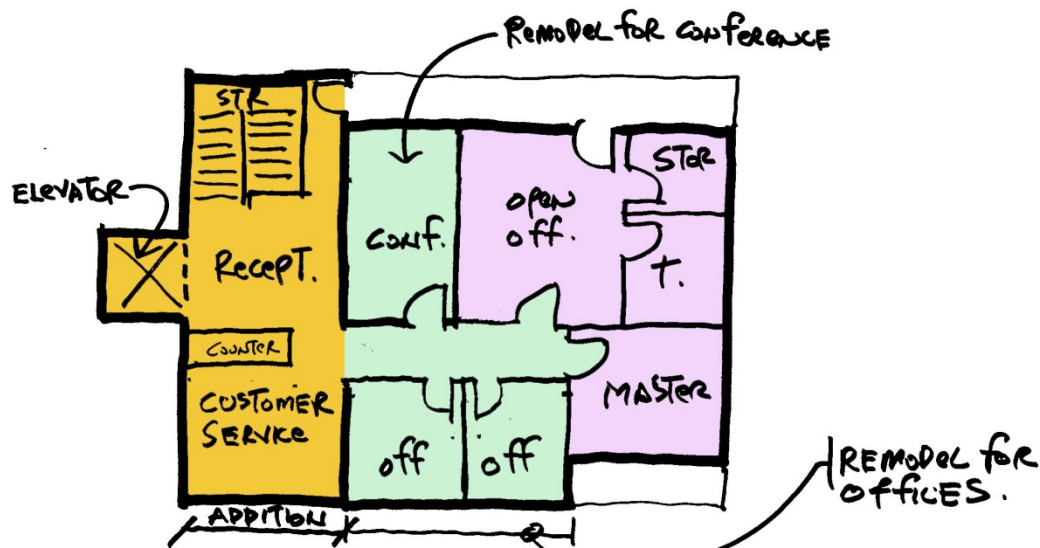 REMODEL for CONFERENCE
STR
ELEVATOR
STOR
OPEN
off.
CONf.
RECEPT.
T.
COUNTER
MASTER
CUSTOMER
SERVICE
off
off
REMODEL for
OffICES.
ADDITION